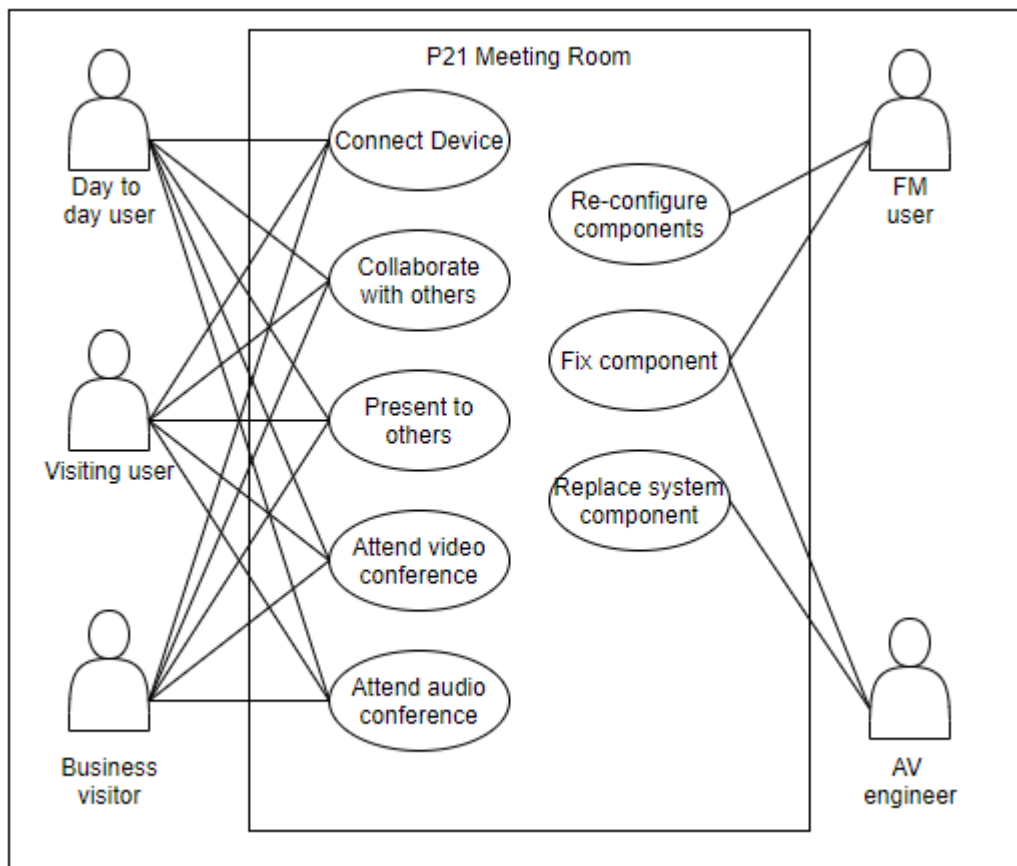 P21 Meeting Room
Day to
day user
Visiting user
Business
visitor
Connect Device
Collaborate
with others
Present to
others
Attend video
conference
Attend audio
conference
Re-configure
components
Fix component
Replace system
component
FM
user
AV
engineer